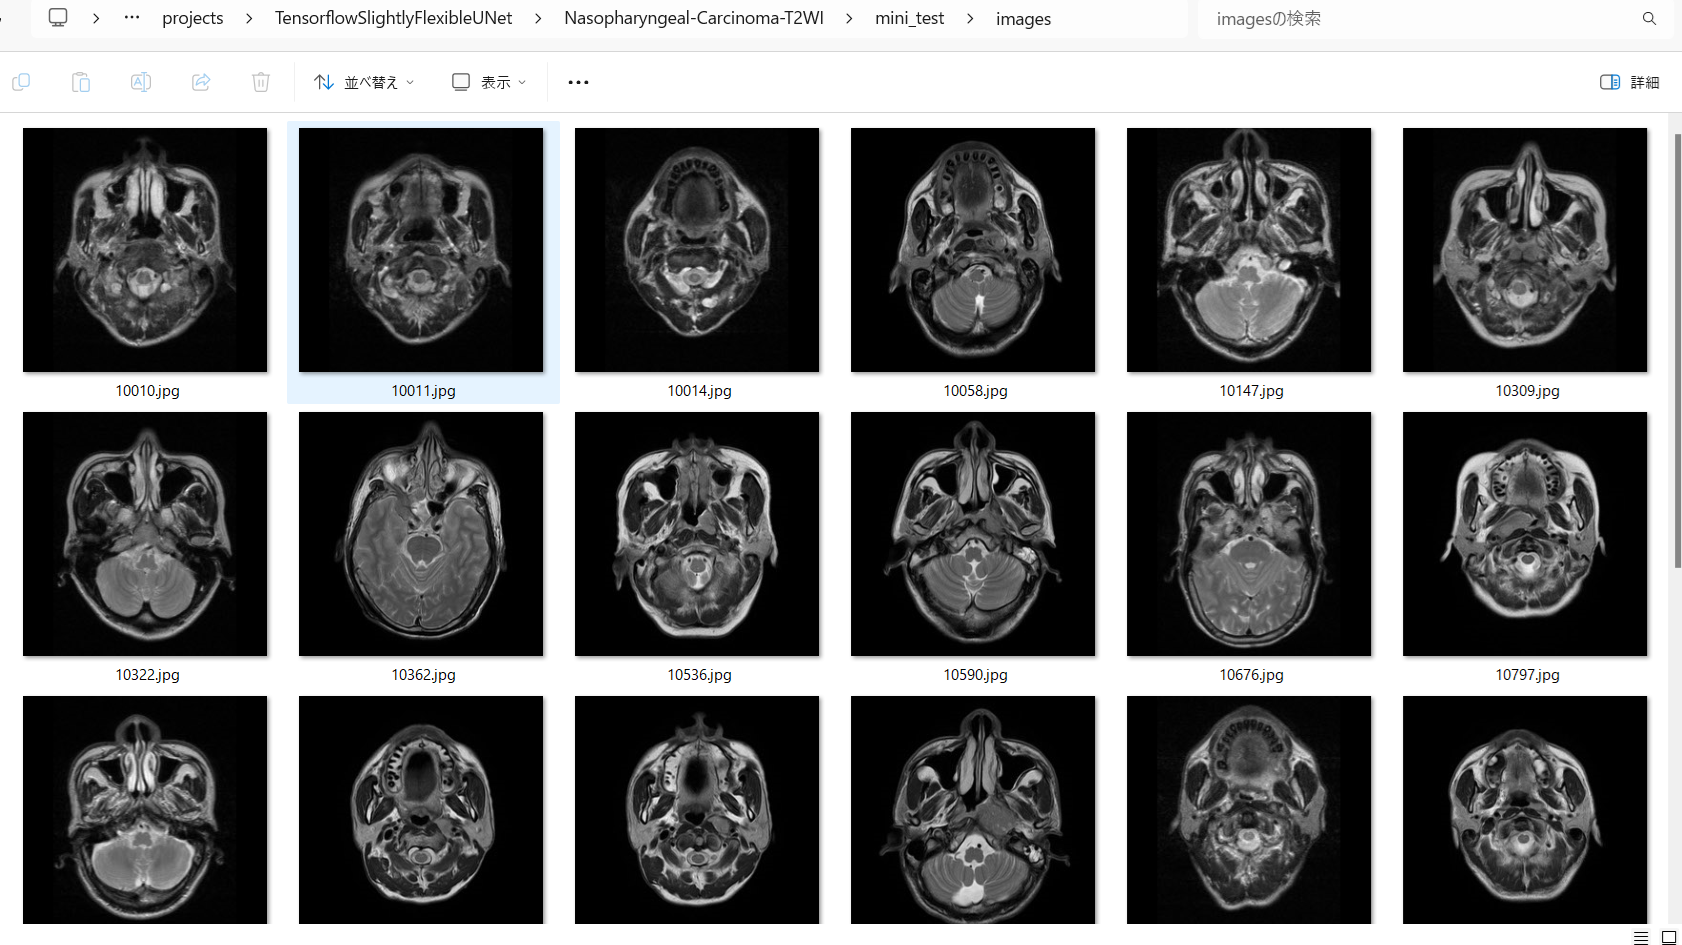 projects > TensorflowSlightlyFlexibleUNet > Nasopharyngeal-Carcinoma-T2WI > mini_test > images
imagesの検索
並べ替え
表示
詳細
10010.jpg
10011.jpg
10014.jpg
10058.jpg
10147.jpg
10309.jpg
10322.jpg
10362.jpg
10536.jpg
10590.jpg
10676.jpg
10797.jpg